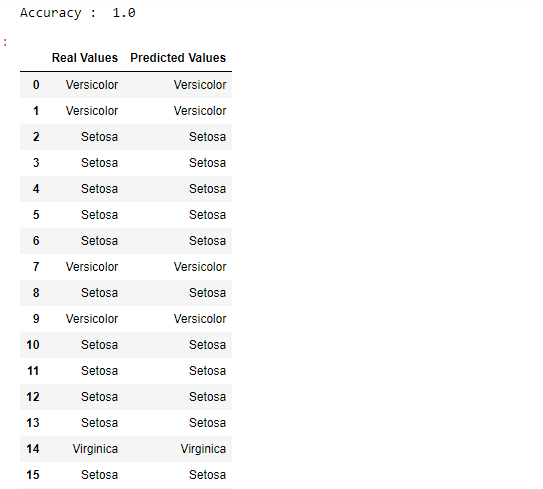 Accuracy :  1.0
:
Real Values Predicted Values
0 Versicolor Versicolor
1 Versicolor Versicolor
2 Setosa Setosa
3 Setosa Setosa
4 Setosa Setosa
5 Setosa Setosa
6 Setosa Setosa
7 Versicolor Versicolor
8 Setosa Setosa
9 Versicolor Versicolor
10 Setosa Setosa
11 Setosa Setosa
12 Setosa Setosa
13 Setosa Setosa
14 Virginica Virginica
15 Setosa Setosa